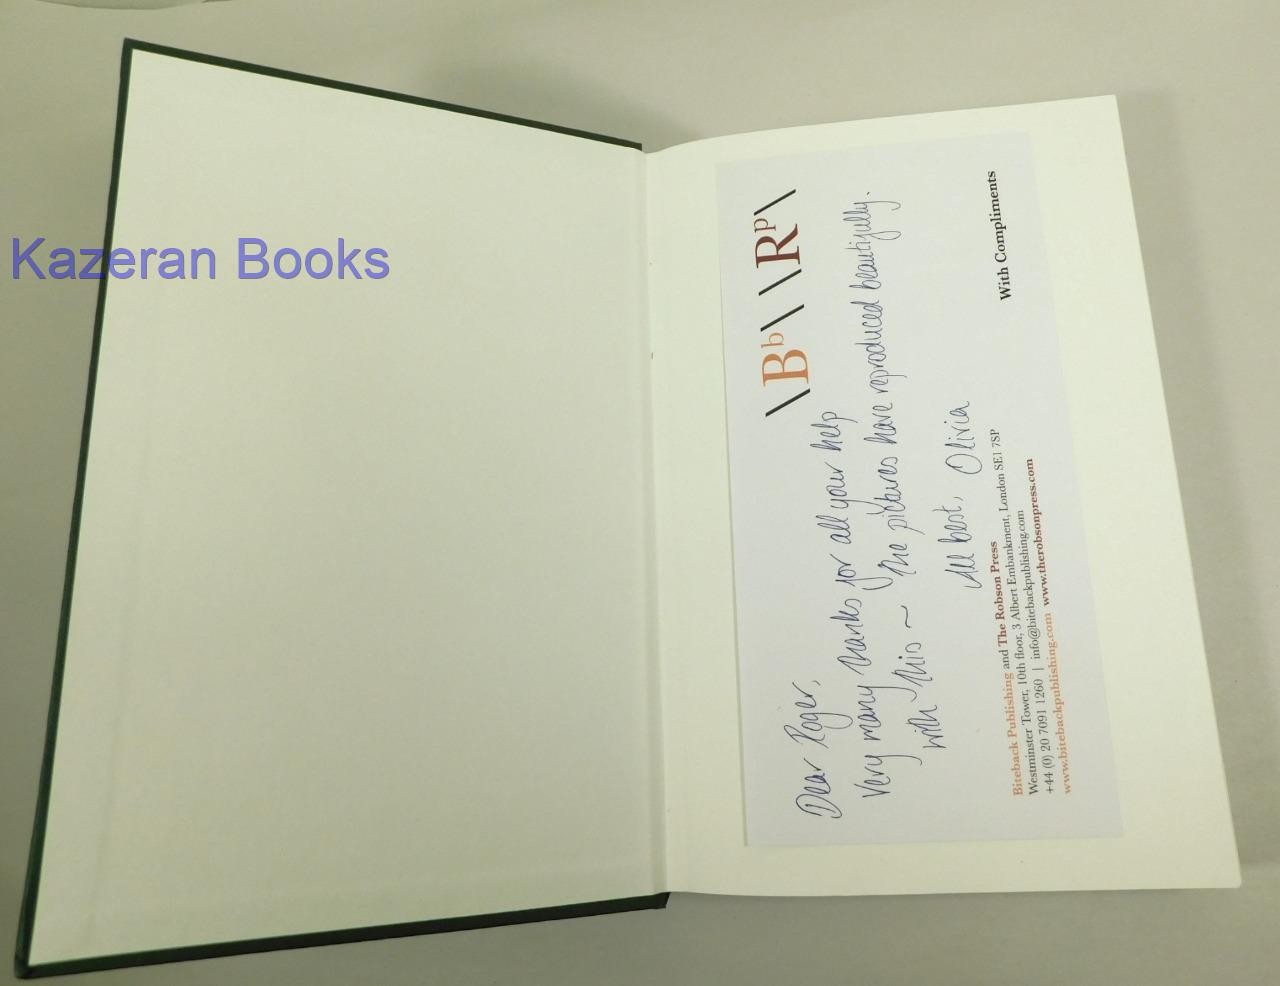 Kazeran Books
\Bb\ \Rp\
Dear Roger,
Very many thanks for all your help
with this ~ the pictures have reproduced beautifully.
All best, Olivia
Biteback Publishing and The Robson Press
Westminster Tower, 10th floor, 3 Albert Embankment, London SE1 7SP
+44 (0) 20 7091 1260 | info@bitebackpublishing.com
www.bitebackpublishing.com www.therobsonpress.com
With Compliments